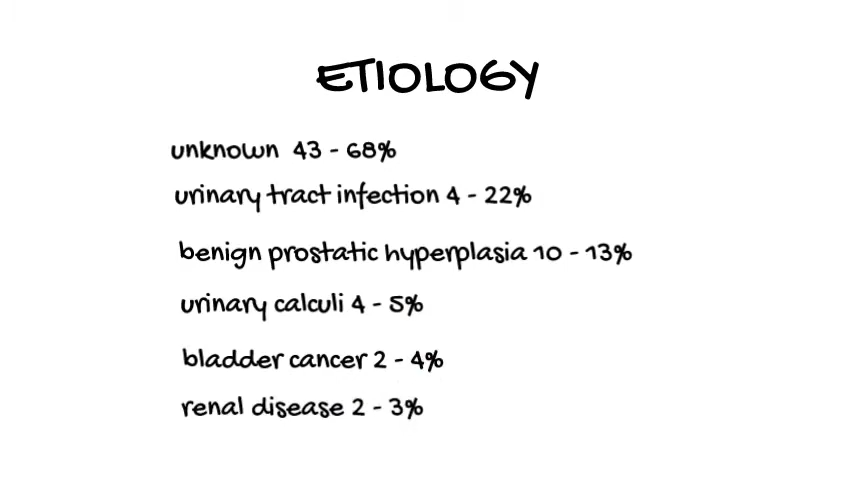 ETIOLOGY
unknown 43 - 68%
urinary tract infection 4 - 22%
benign prostatic hyperplasia 10 - 13%
urinary calculi 4 - 5%
bladder cancer 2 - 4%
renal disease 2 - 3%